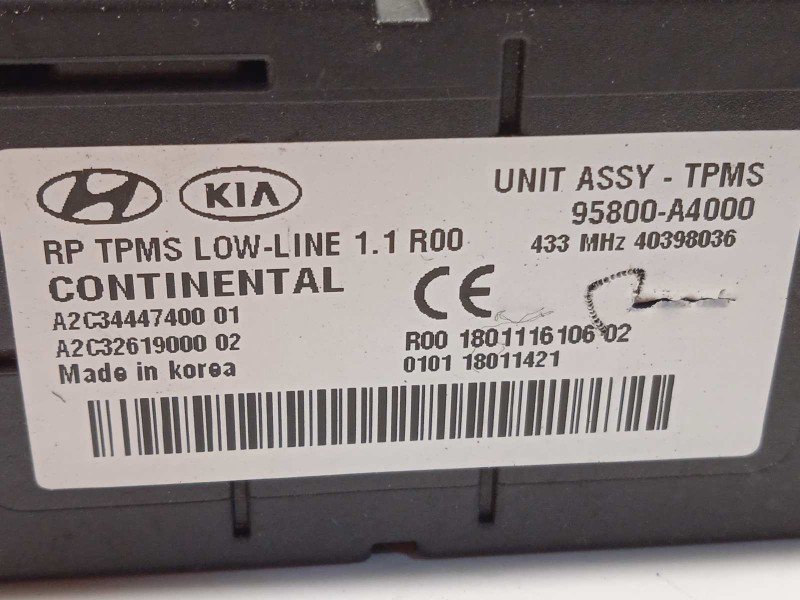 KIA
UNIT ASSY - TPMS
95800-A4000
RP TPMS LOW-LINE 1.1 R00
433 MHz 40398036
CONTINENTAL
CE
A2C34447400 01
A2C32619000 02
R00 1801116106 02
Made in korea
0101 18011421